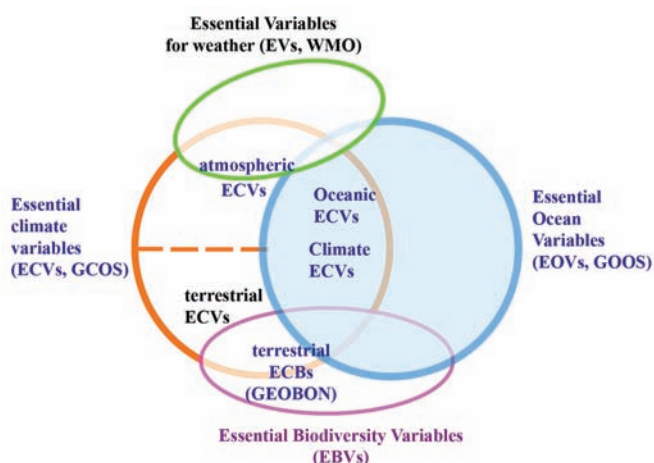 Essential Variables
for weather (EVs, WMO)
atmospheric
ECVs
Oceanic
ECVs
Climate
ECVs
Essential
climate
variables
(ECVs, GCOS)
Essential
Ocean
Variables
(EOVs, GOOS)
terrestrial
ECVs
terrestrial
ECBs
(GEOBON)
Essential Biodiversity Variables
(EBVs)